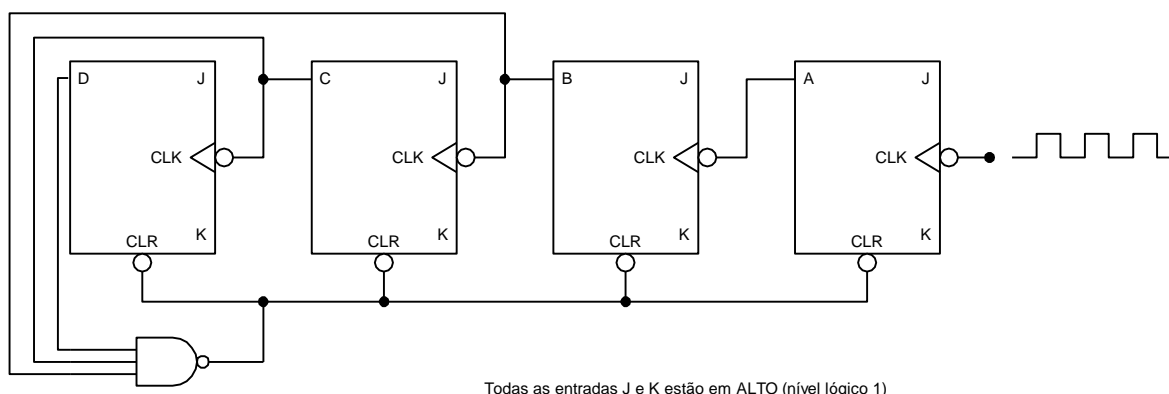 D J C J B J A J
CLK CLK CLK CLK
K K K K
CLR CLR CLR CLR
Todas as entradas J e K estão em ALTO (nível lógico 1)